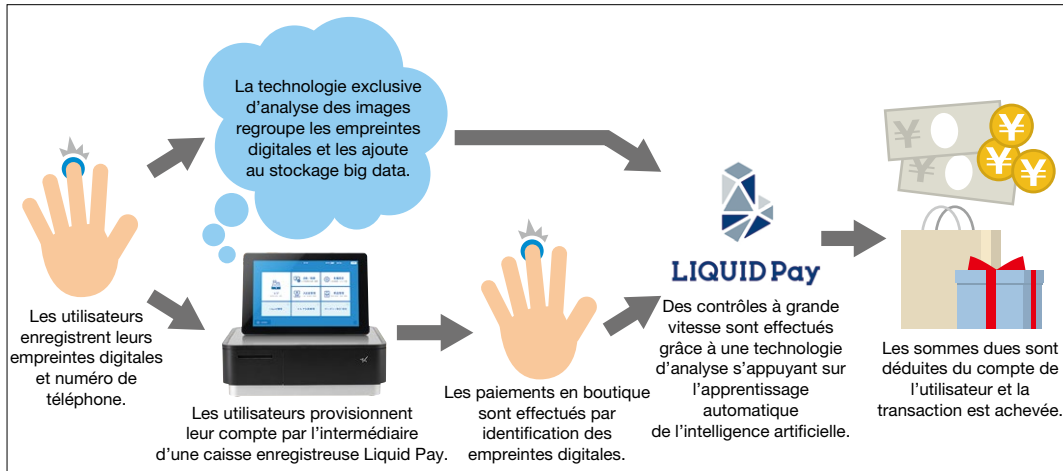 La technologie exclusive
d’analyse des images
regroupe les empreintes
digitales et les ajoute
au stockage big data.
Les utilisateurs
enregistrent leurs
empreintes digitales
et numéro de
téléphone.
Les utilisateurs provisionnent
leur compte par l’intermédiaire
d’une caisse enregistreuse Liquid Pay.
Les paiements en boutique
sont effectués par
identification des
empreintes digitales.
LIQUID Pay
Des contrôles à grande
vitesse sont effectués
grâce à une technologie
d’analyse s’appuyant sur
l’apprentissage
automatique
de l’intelligence artificielle.
¥
¥
¥
¥
¥
Les sommes dues sont
déduites du compte de
l’utilisateur et la
transaction est achevée.